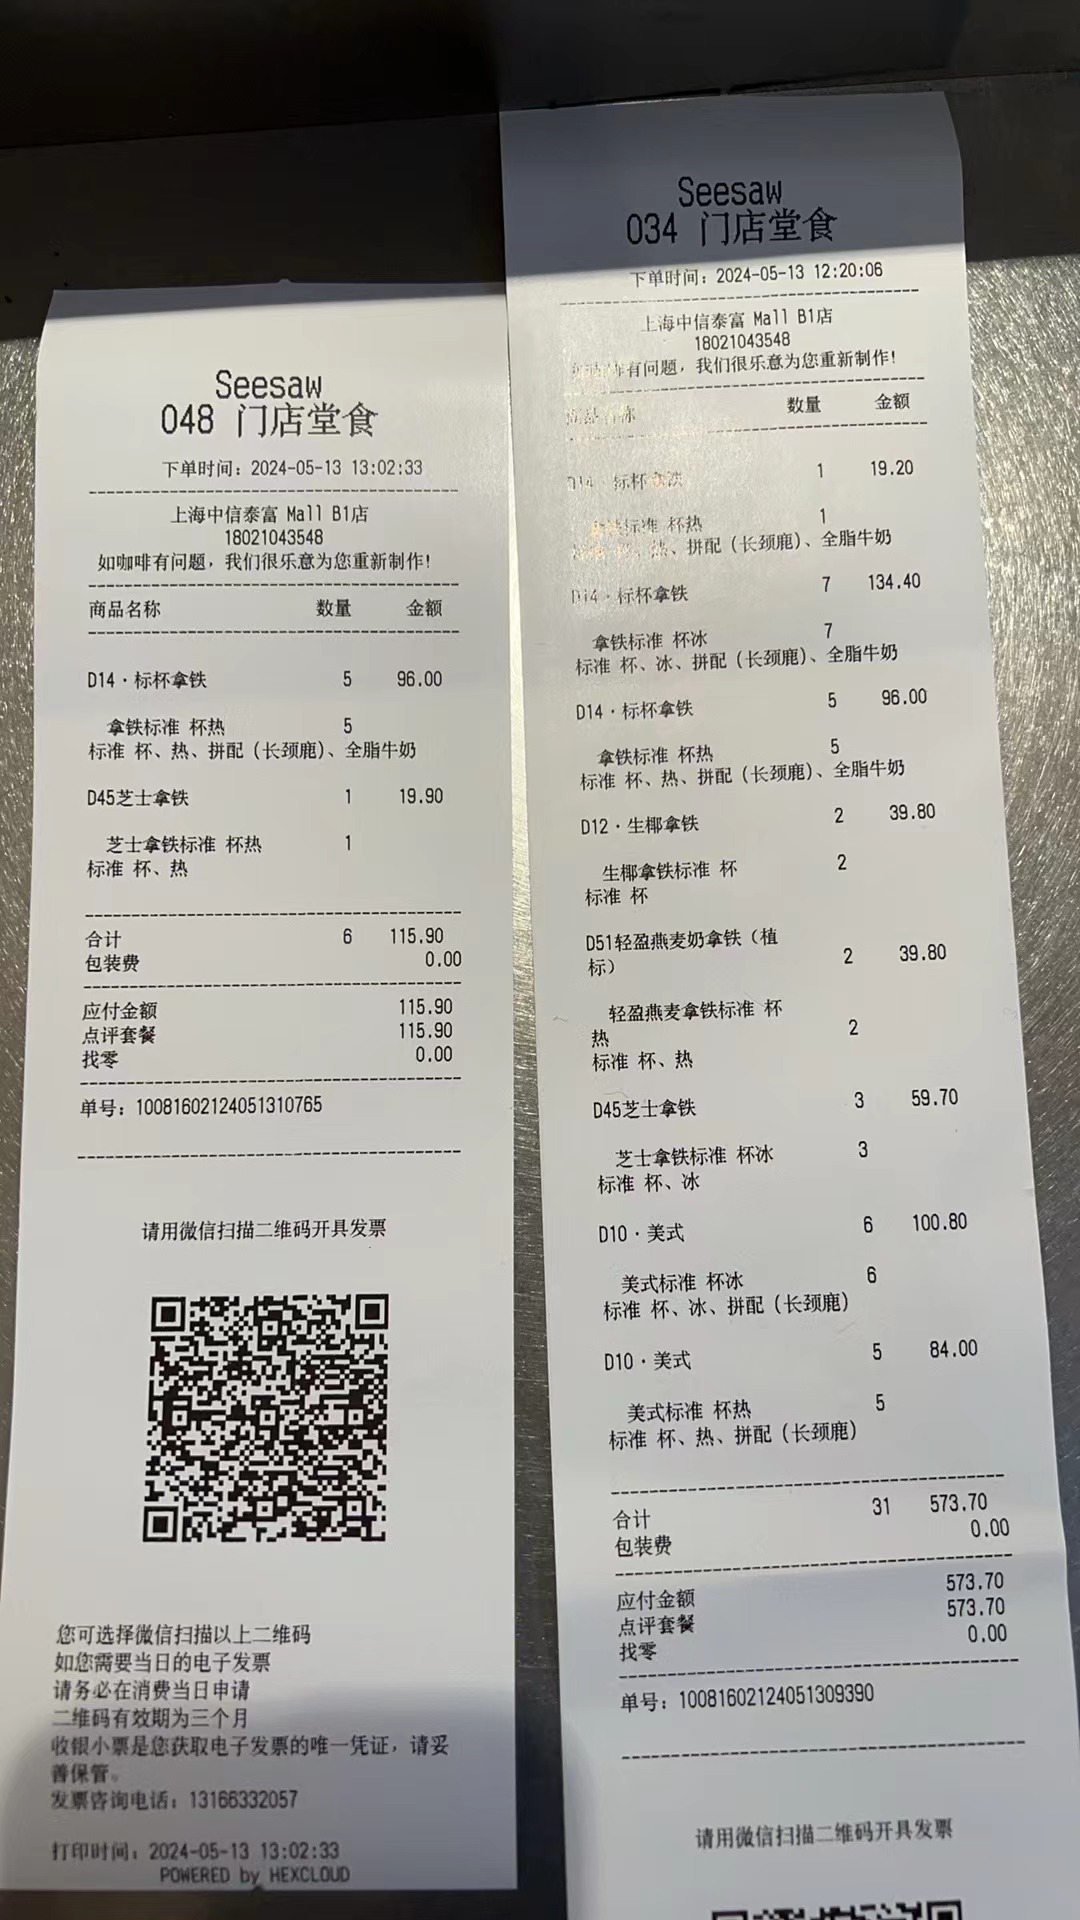 Seesaw
048 门店堂食
下单时间：2024-05-13 13:02:33
上海中信泰富 Mall B1店
18021043548
如咖啡有问题，我们很乐意为您重新制作！
商品名称 数量 金额
D14·标杯拿铁 5 96.00
拿铁标准 杯热 5
标准 杯、热、拼配（长颈鹿）、全脂牛奶
D45芝士拿铁 1 19.90
芝士拿铁标准 杯热 1
标准 杯、热
合计 6 115.90
包装费 0.00
应付金额 115.90
点评套餐 115.90
找零 0.00
单号：10081602124051310765
请用微信扫描二维码开具发票
您可选择微信扫描以上二维码
如您需要当日的电子发票
请务必在消费当日申请
二维码有效期为三个月
收银小票是您获取电子发票的唯一凭证，请妥
善保管。
发票咨询电话：13166332057
打印时间：2024-05-13 13:02:33
POWERED by HEXCLOUD
Seesaw
034 门店堂食
下单时间：2024-05-13 12:20:06
上海中信泰富 Mall B1店
18021043548
有问题，我们很乐意为您重新制作！
数量 金额
D14·标杯拿铁 1 19.20
拿铁标准 杯热 1
热、拼配（长颈鹿）、全脂牛奶
D14·标杯拿铁 7 134.40
拿铁标准 杯冰 7
标准 杯、冰、拼配（长颈鹿）、全脂牛奶
D14·标杯拿铁 5 96.00
拿铁标准 杯热 5
标准 杯、热、拼配（长颈鹿）、全脂牛奶
D12·生椰拿铁 2 39.80
生椰拿铁标准 杯 2
标准 杯
D51轻盈燕麦奶拿铁（植
标） 2 39.80
轻盈燕麦拿铁标准 杯
热 2
标准 杯、热
D45芝士拿铁 3 59.70
芝士拿铁标准 杯冰 3
标准 杯、冰
D10·美式 6 100.80
美式标准 杯冰 6
标准 杯、冰、拼配（长颈鹿）
D10·美式 5 84.00
美式标准 杯热 5
标准 杯、热、拼配（长颈鹿）
合计 31 573.70
包装费 0.00
应付金额 573.70
点评套餐 573.70
找零 0.00
单号：10081602124051309390
请用微信扫描二维码开具发票